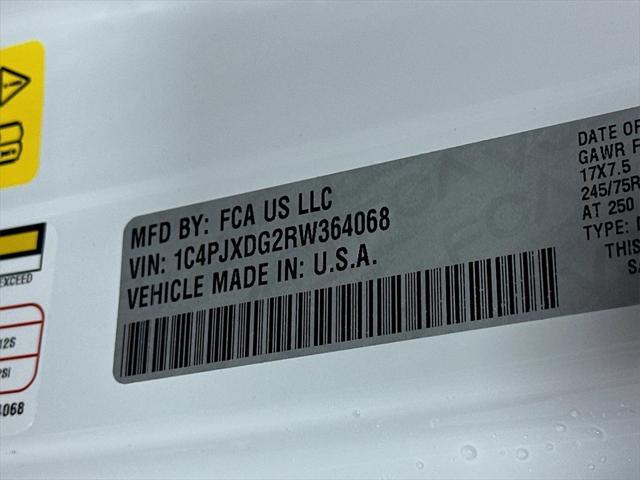 MFD BY: FCA US LLC
VIN: 1C4PJXDG2RW364068
VEHICLE MADE IN: U.S.A.
DATE OF
GAWR F
17X7.5
245/75R
AT 250
TYPE:
THIS
EXCEED
12S
PSI
4068